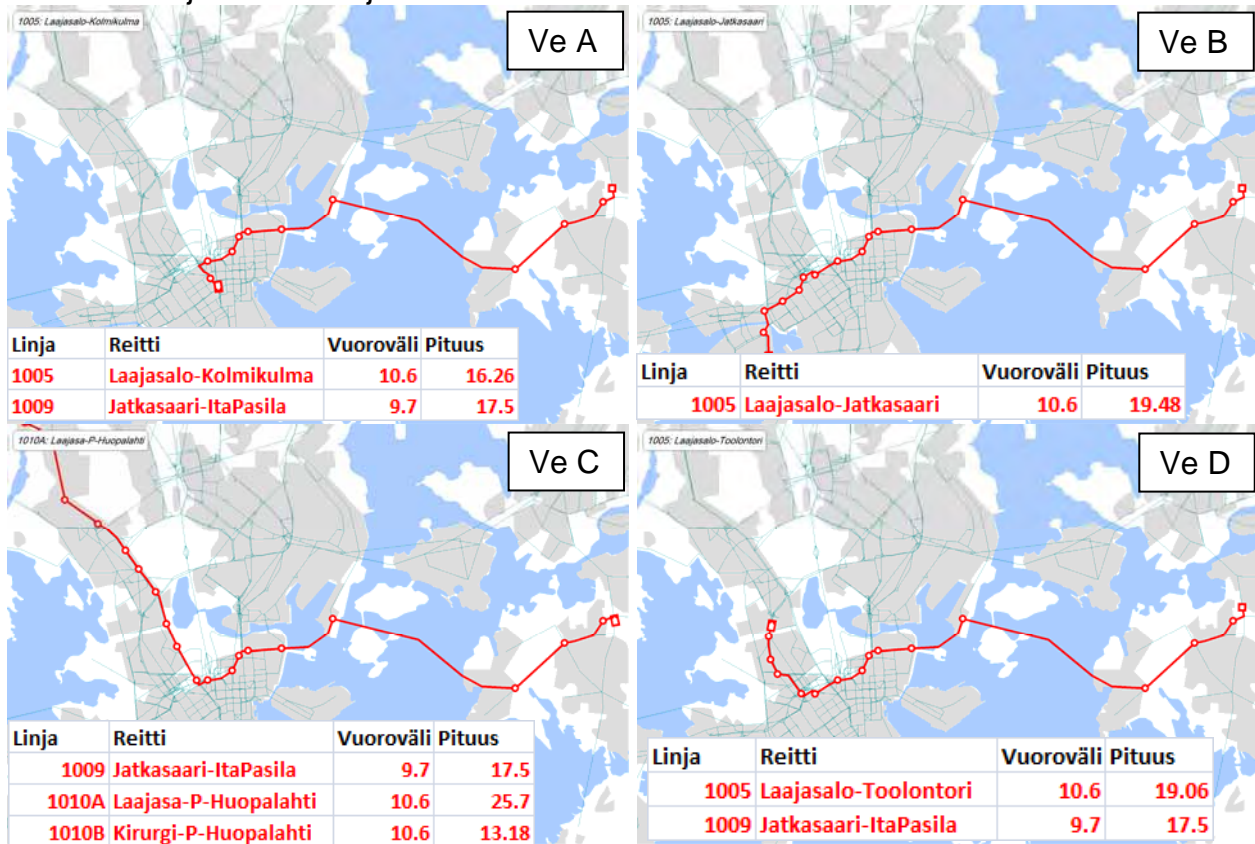 1005: Laajasalo-Kolmikulma
Ve A
Linja Reitti Vuoroväli Pituus
1005 Laajasalo-Kolmikulma 10.6 16.26
1009 Jatkasaari-ItaPasila 9.7 17.5
1005: Laajasalo-Jatkasaari
Ve B
Linja Reitti Vuoroväli Pituus
1005 Laajasalo-Jatkasaari 10.6 19.48
1010A: Laajasa-P-Huopalahti
Ve C
Linja Reitti Vuoroväli Pituus
1009 Jatkasaari-ItaPasila 9.7 17.5
1010A Laajasa-P-Huopalahti 10.6 25.7
1010B Kirurgi-P-Huopalahti 10.6 13.18
1005: Laajasalo-Toolontori
Ve D
Linja Reitti Vuoroväli Pituus
1005 Laajasalo-Toolontori 10.6 19.06
1009 Jatkasaari-ItaPasila 9.7 17.5